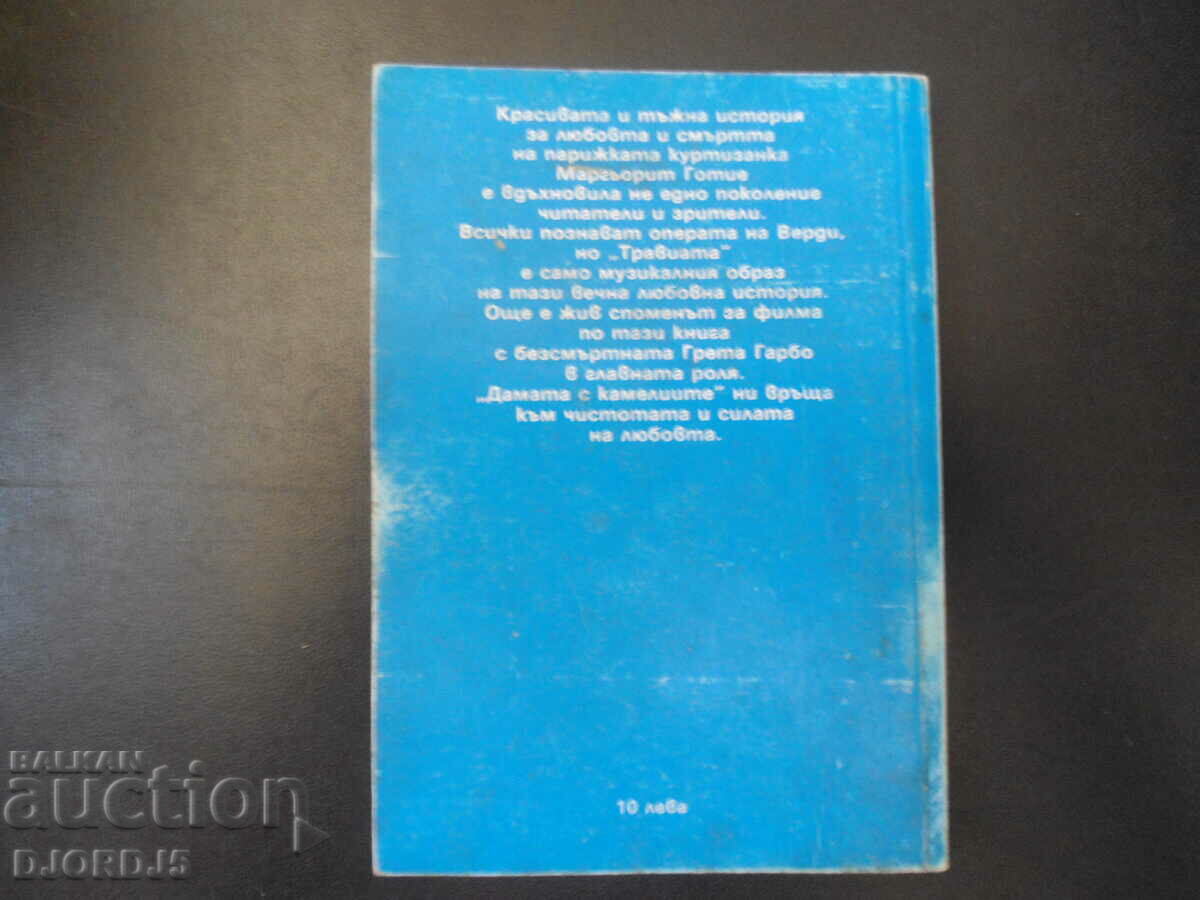 Красивата и тъжна история
за любовта и смъртта
на парижката куртизанка
Маргьорит Готие
е вдъхновила не едно поколение
читатели и зрители.
Всички познават операта на Верди,
но „Травиата“
е само музикалния образ
на тази вечна любовна история.
Още е жив споменът за филма
по тази книга
с безсмъртната Грета Гарбо
в главната роля.
„Дамата с камелиите“ ни връща
към чистотата и силата
на любовта.
10 лева
BALKAN
auction
DJORDJ5